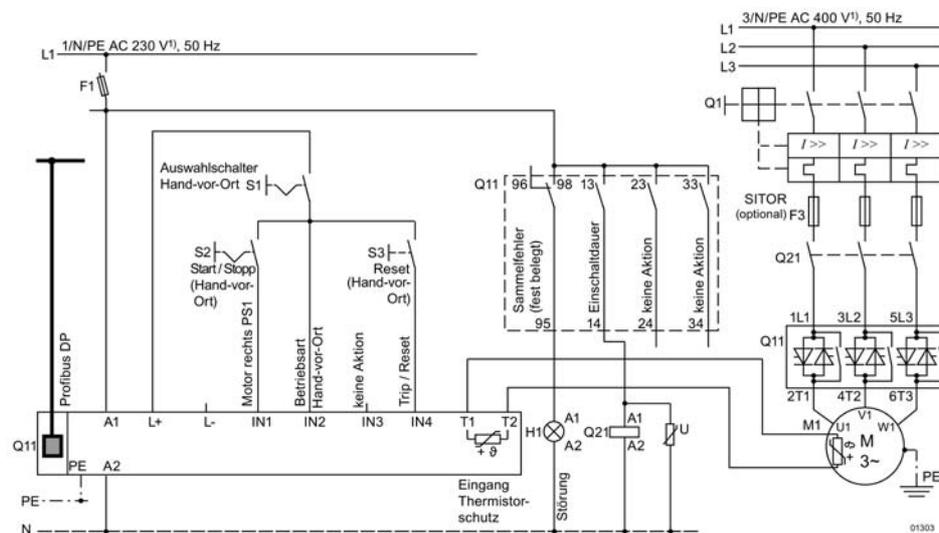 3/N/PE AC 400 V¹⁾, 50 Hz
L1
L2
L3
1/N/PE AC 230 V¹⁾, 50 Hz
L1
F1
Q1
I >> I >> I >>
Auswahlschalter
Hand-vor-Ort
S1
Q11 96 98 13 23 33
SITOR
(optional) F3
S2
Start / Stopp
(Hand-vor-
Ort)
S3
Reset
(Hand-vor-
Ort)
Sammelfehler
(fest belegt)
Einschaltdauer
keine Aktion
keine Aktion
Q21
95 14 24 34
1L1 3L2 5L3
Q11
2T1 4T2 6T3
Profibus DP
Motor rechts PS1
Betriebsart
Hand-vor-Ort
keine Aktion
Trip / Reset
A1 L+ L- IN1 IN2 IN3 IN4 T1 T2
+ ϑ
Q11
PE A2
H1 A1
A2
Q21 A1
A2
U
M1 U1 V1 W1
+ ϑ
M
3~
PE
PE
Eingang
Thermistor-
schutz
Störung
N
01303